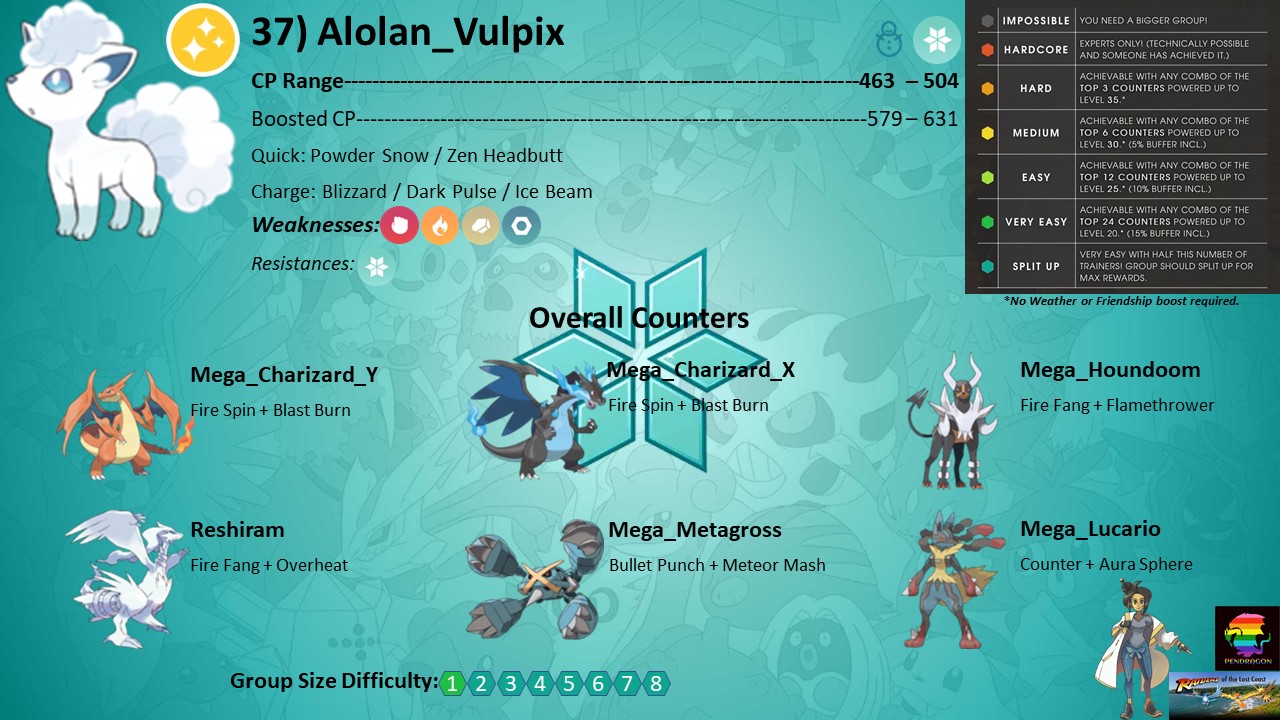 37) Alolan_Vulpix
CP Range-------------------------------------------------------------------------463 – 504
Boosted CP-------------------------------------------------------------------------579 – 631
Quick: Powder Snow / Zen Headbutt
Charge: Blizzard / Dark Pulse / Ice Beam
Weaknesses:
Resistances:
IMPOSSIBLE YOU NEED A BIGGER GROUP!
HARDCORE EXPERTS ONLY! (TECHNICALLY POSSIBLE
AND SOMEONE HAS ACHIEVED IT.)
HARD ACHIEVABLE WITH ANY COMBO OF THE
TOP 3 COUNTERS POWERED UP TO
LEVEL 35.*
MEDIUM ACHIEVABLE WITH ANY COMBO OF THE
TOP 6 COUNTERS POWERED UP TO
LEVEL 30.* (5% BUFFER INCL.)
EASY ACHIEVABLE WITH ANY COMBO OF THE
TOP 12 COUNTERS POWERED UP TO
LEVEL 25.* (10% BUFFER INCL.)
VERY EASY ACHIEVABLE WITH ANY COMBO OF THE
TOP 24 COUNTERS POWERED UP TO
LEVEL 20.* (15% BUFFER INCL.)
SPLIT UP VERY EASY WITH HALF THIS NUMBER OF
TRAINERS! GROUP SHOULD SPLIT UP FOR
MAX REWARDS.
*No Weather or Friendship boost required.
Overall Counters
Mega_Charizard_Y
Fire Spin + Blast Burn
Mega_Charizard_X
Fire Spin + Blast Burn
Mega_Houndoom
Fire Fang + Flamethrower
Reshiram
Fire Fang + Overheat
Mega_Metagross
Bullet Punch + Meteor Mash
Mega_Lucario
Counter + Aura Sphere
Group Size Difficulty: 1 2 3 4 5 6 7 8
PENDRAGON
RAIDERS of the Lost Coast